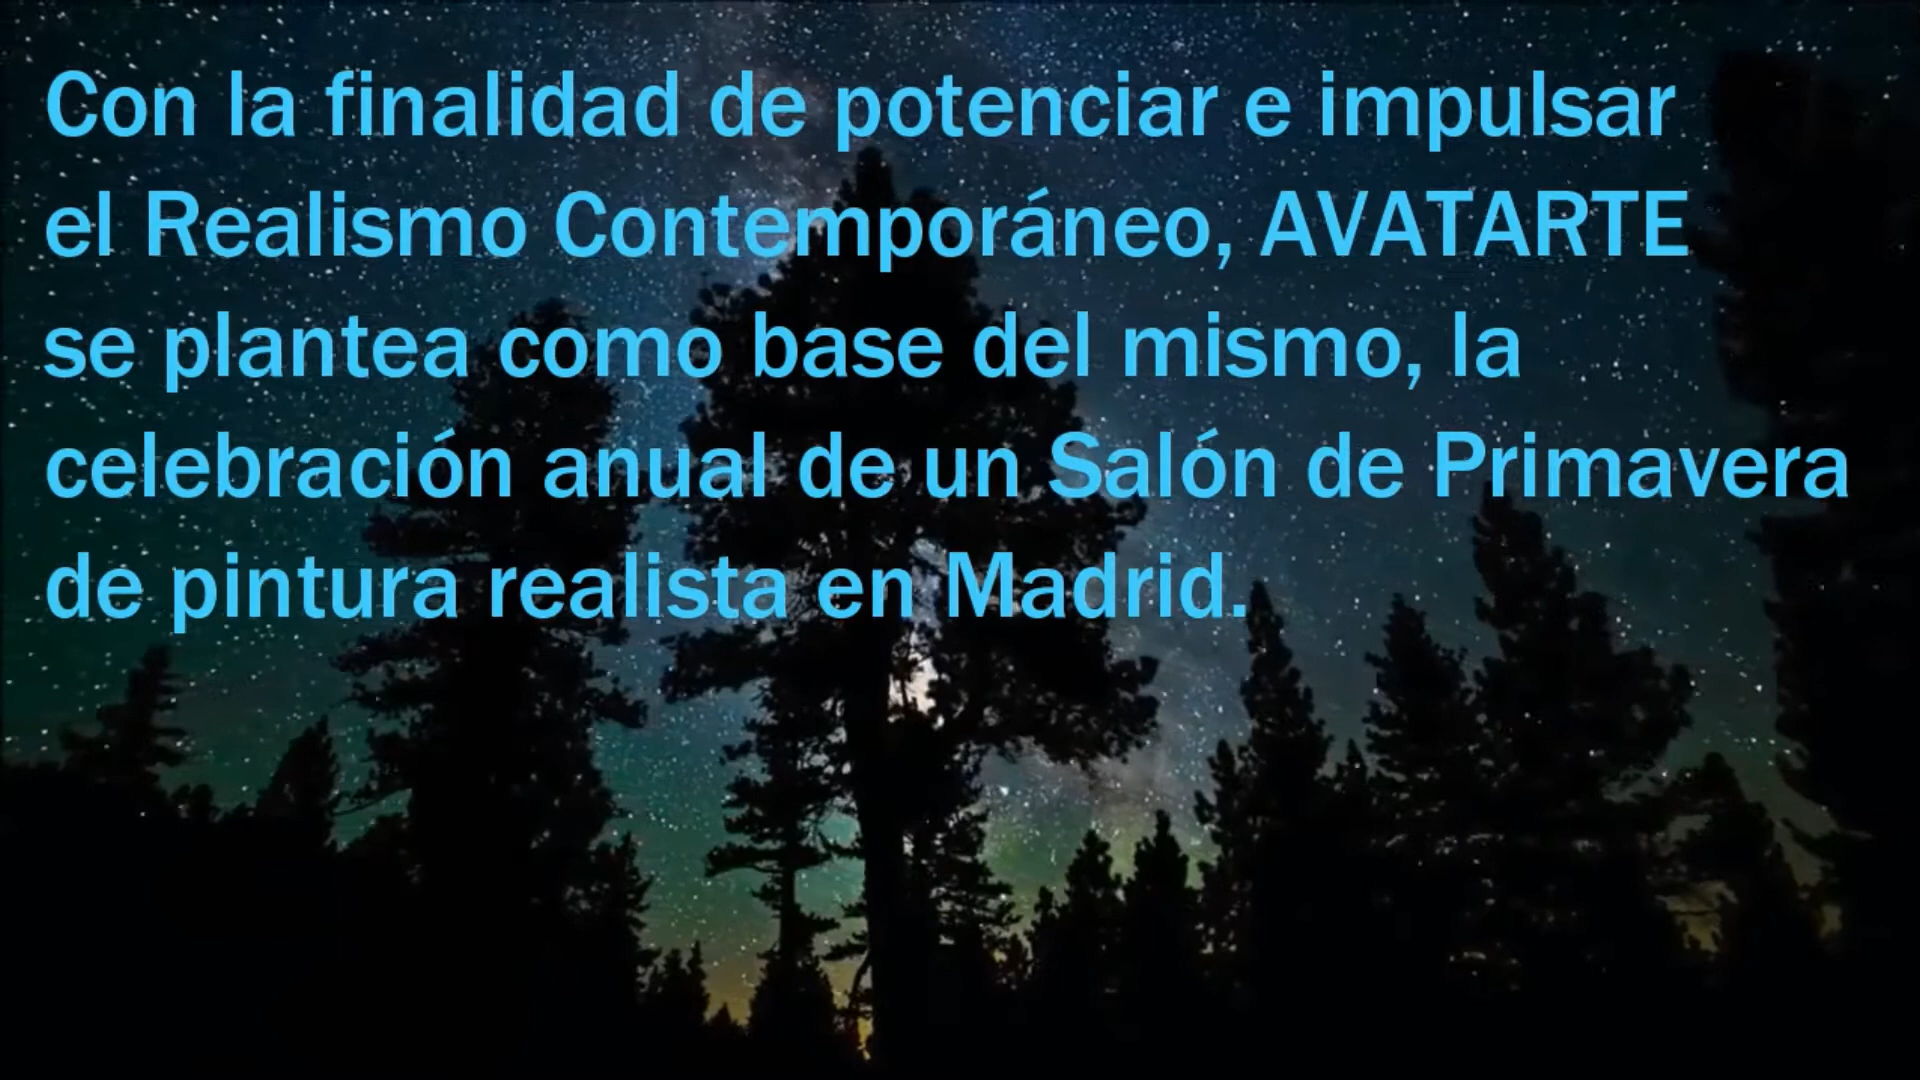 Con la finalidad de potenciar e impulsar
el Realismo Contemporáneo, AVATARTE
se plantea como base del mismo, la
celebración anual de un Salón de Primavera
de pintura realista en Madrid.